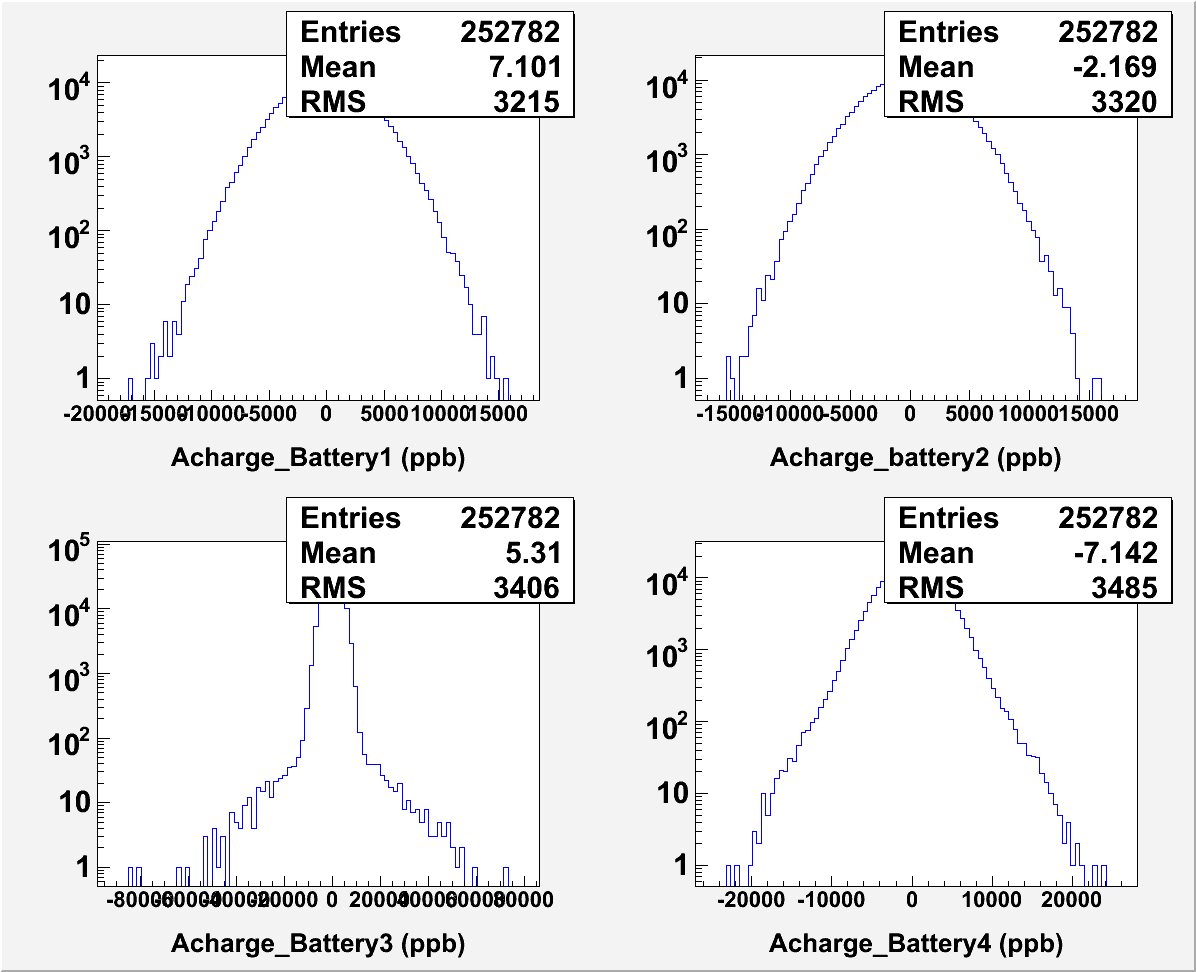 Entries 252782
Mean 7.101
RMS 3215
10^4
10^3
10^2
10
1
-20000 -15000 -10000 -5000 0 5000 10000 15000
Acharge_Battery1 (ppb)
Entries 252782
Mean -2.169
RMS 3320
10^4
10^3
10^2
10
1
-15000 -10000 -5000 0 5000 10000 15000
Acharge_battery2 (ppb)
Entries 252782
Mean 5.31
RMS 3406
10^5
10^4
10^3
10^2
10
1
-80000 -60000 -40000 -20000 0 20000 40000 60000 80000
Acharge_Battery3 (ppb)
Entries 252782
Mean -7.142
RMS 3485
10^4
10^3
10^2
10
1
-20000 -10000 0 10000 20000
Acharge_Battery4 (ppb)